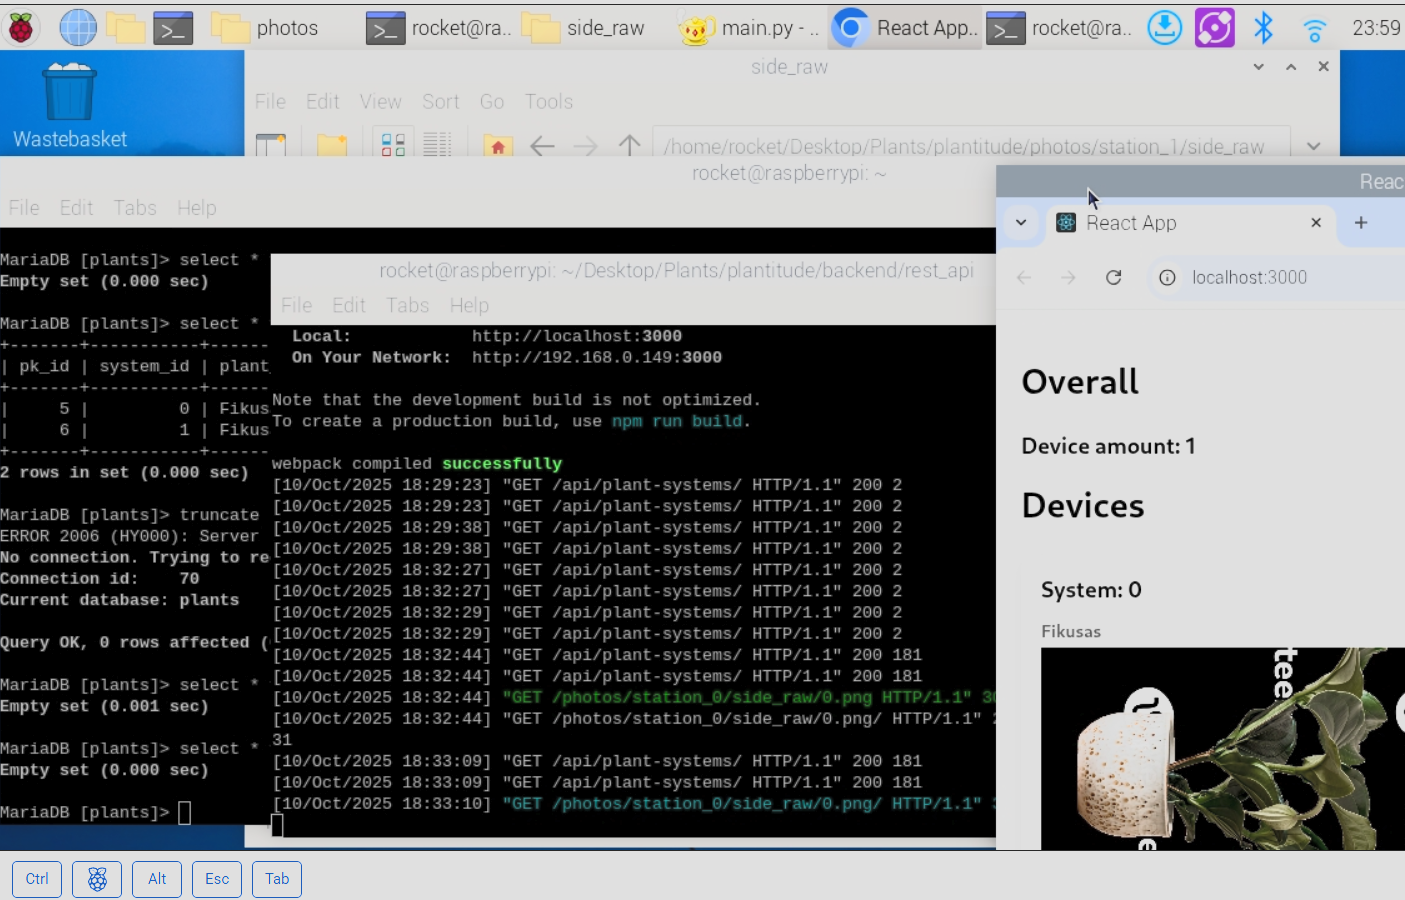 photos
rocket@ra..
side_raw
main.py - ..
React App..
rocket@ra..
23:59
Wastebasket
side_raw
File Edit View Sort Go Tools
/home/rocket/Desktop/Plants/plantitude/photos/station_1/side_raw
rocket@raspberrypi: ~
File Edit Tabs Help
MariaDB [plants]> select *
Empty set (0.000 sec)
MariaDB [plants]> select *
+-------+-----------+------
| pk_id | system_id | plant
+-------+-----------+------
| 5 | 0 | Fikus
| 6 | 1 | Fikus
+-------+-----------+------
2 rows in set (0.000 sec)
MariaDB [plants]> truncate
ERROR 2006 (HY000): Server
No connection. Trying to re
Connection id: 70
Current database: plants
Query OK, 0 rows affected (
MariaDB [plants]> select *
Empty set (0.001 sec)
MariaDB [plants]> select *
Empty set (0.000 sec)
MariaDB [plants]>
rocket@raspberrypi: ~/Desktop/Plants/plantitude/backend/rest_api
File Edit Tabs Help
Local: http://localhost:3000
On Your Network: http://192.168.0.149:3000
Note that the development build is not optimized.
To create a production build, use npm run build.
webpack compiled successfully
[10/Oct/2025 18:29:23] "GET /api/plant-systems/ HTTP/1.1" 200 2
[10/Oct/2025 18:29:23] "GET /api/plant-systems/ HTTP/1.1" 200 2
[10/Oct/2025 18:29:38] "GET /api/plant-systems/ HTTP/1.1" 200 2
[10/Oct/2025 18:29:38] "GET /api/plant-systems/ HTTP/1.1" 200 2
[10/Oct/2025 18:32:27] "GET /api/plant-systems/ HTTP/1.1" 200 2
[10/Oct/2025 18:32:27] "GET /api/plant-systems/ HTTP/1.1" 200 2
[10/Oct/2025 18:32:29] "GET /api/plant-systems/ HTTP/1.1" 200 2
[10/Oct/2025 18:32:29] "GET /api/plant-systems/ HTTP/1.1" 200 2
[10/Oct/2025 18:32:44] "GET /api/plant-systems/ HTTP/1.1" 200 181
[10/Oct/2025 18:32:44] "GET /api/plant-systems/ HTTP/1.1" 200 181
[10/Oct/2025 18:32:44] "GET /photos/station_0/side_raw/0.png HTTP/1.1" 30
[10/Oct/2025 18:32:44] "GET /photos/station_0/side_raw/0.png/ HTTP/1.1"
31
[10/Oct/2025 18:33:09] "GET /api/plant-systems/ HTTP/1.1" 200 181
[10/Oct/2025 18:33:09] "GET /api/plant-systems/ HTTP/1.1" 200 181
[10/Oct/2025 18:33:10] "GET /photos/station_0/side_raw/0.png/ HTTP/1.1"
Reac
React App
localhost:3000
Overall
Device amount: 1
Devices
System: 0
Fikusas
tee
e
Ctrl
Alt
Esc
Tab